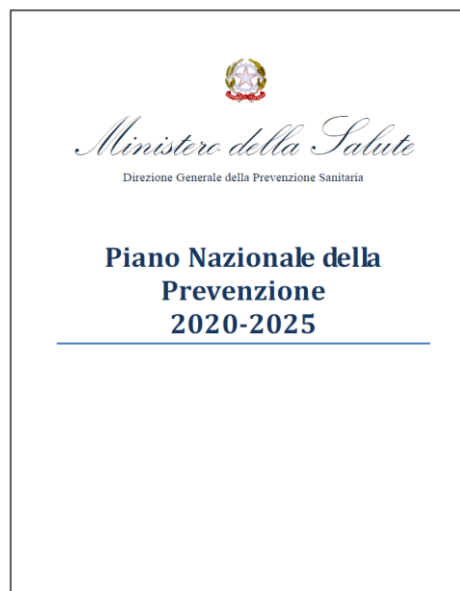 Ministero della Salute
Direzione Generale della Prevenzione Sanitaria
Piano Nazionale della
Prevenzione
2020-2025